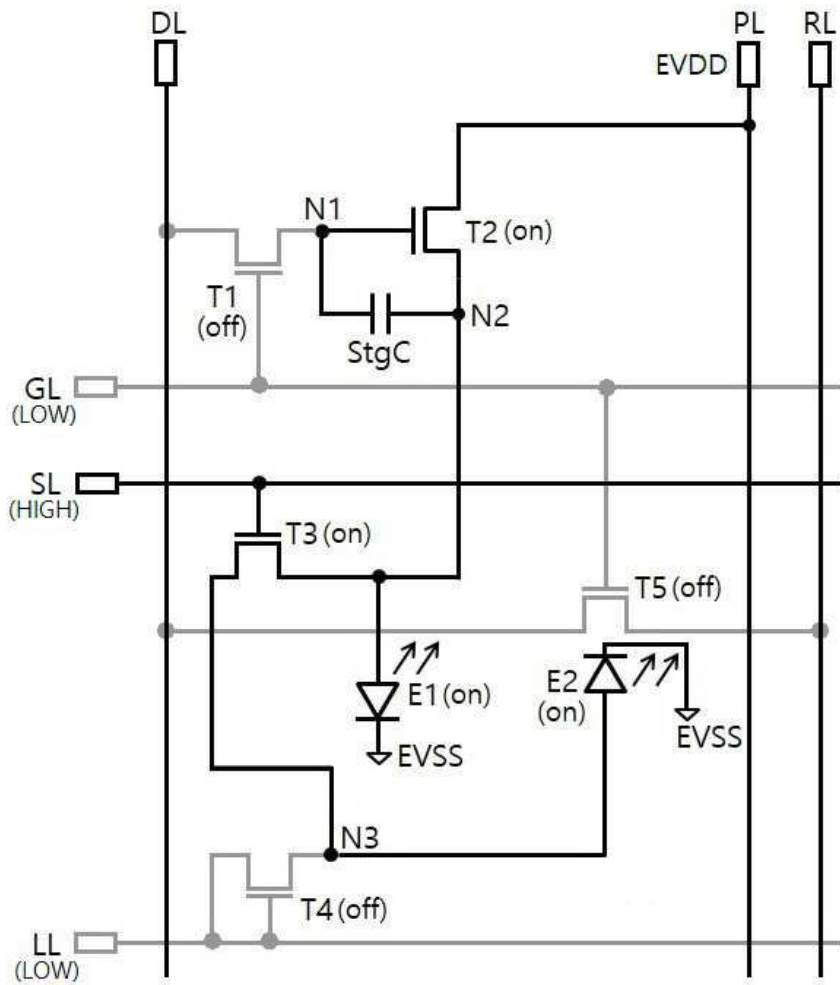 DL
PL
RL
EVDD
N1
T2 (on)
T1
(off)
N2
StgC
GL
(LOW)
SL
(HIGH)
T3 (on)
T5 (off)
E1 (on)
E2
(on)
EVSS
EVSS
N3
T4 (off)
LL
(LOW)